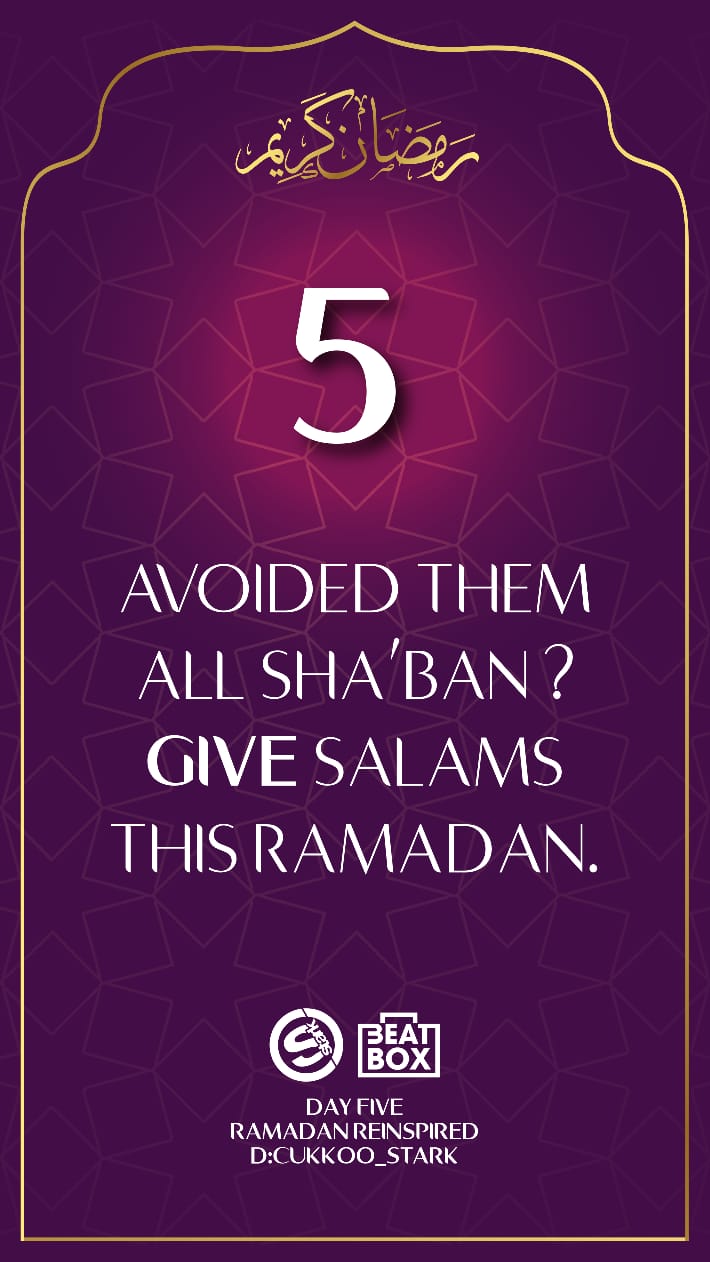 رمضان كريم
5
AVOIDED THEM
ALL SHA'BAN ?
GIVE SALAMS
THIS RAMADAN.
S stark
BEAT
BOX
DAY FIVE
RAMADAN REINSPIRED
D:CUKKOO_STARK